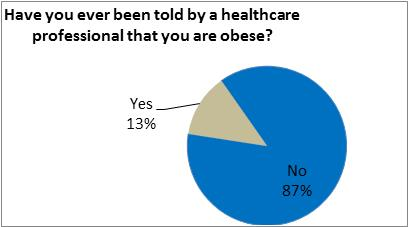 Have you ever been told by a healthcare
professional that you are obese?
Yes
13%
No
87%